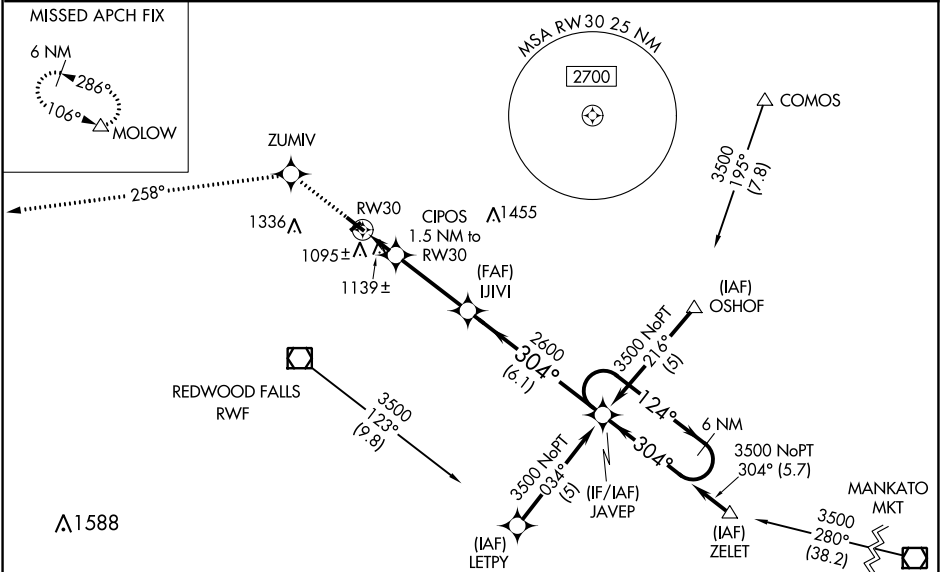 MISSED APCH FIX
6 NM
286°
106°
MOLOW
MSA RW30 25 NM
2700
COMOS
3500
195°
(7.8)
ZUMIV
258°
RW30
1336
CIPOS
1.5 NM to
RW30
1455
1095±
1139±
(FAF)
IJIVI
(IAF)
OSHOF
2600
304°
(6.1)
3500 NoPT
216°
(5)
REDWOOD FALLS
RWF
3500
123°
(9.8)
124°
6 NM
304°
3500 NoPT
304° (5.7)
3500 NoPT
034°
(5)
(IF/IAF)
JAVEP
MANKATO
MKT
1588
(IAF)
LETPY
(IAF)
ZELET
3500
280°
(38.2)